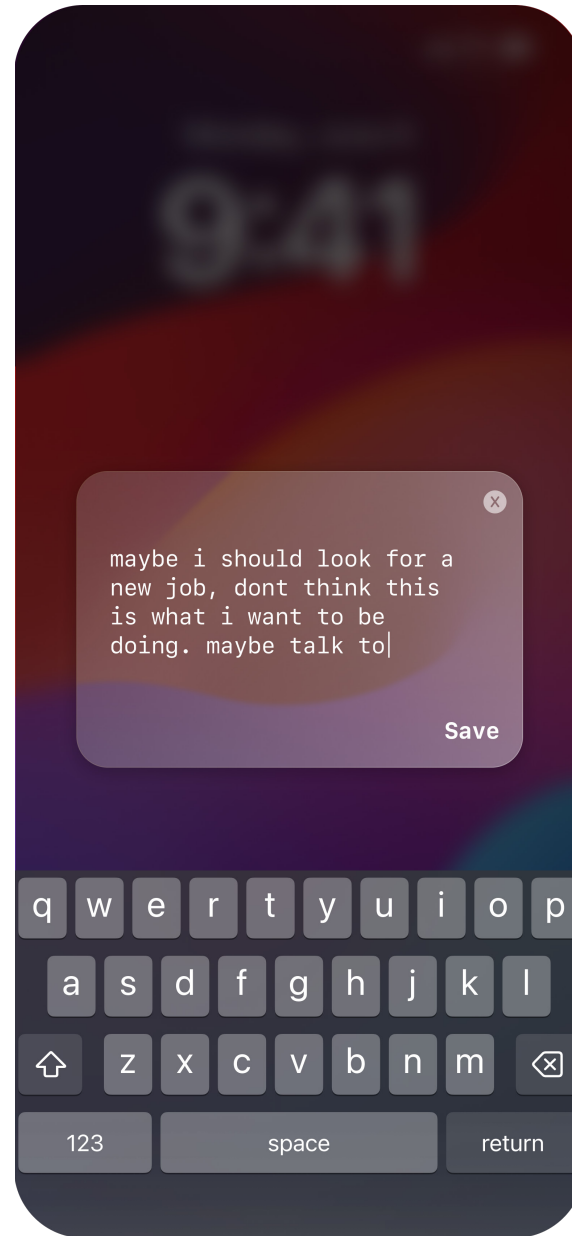 9:41
maybe i should look for a
new job, dont think this
is what i want to be
doing. maybe talk to
Save
q w e r t y u i o p
a s d f g h j k l
z x c v b n m
123 space return